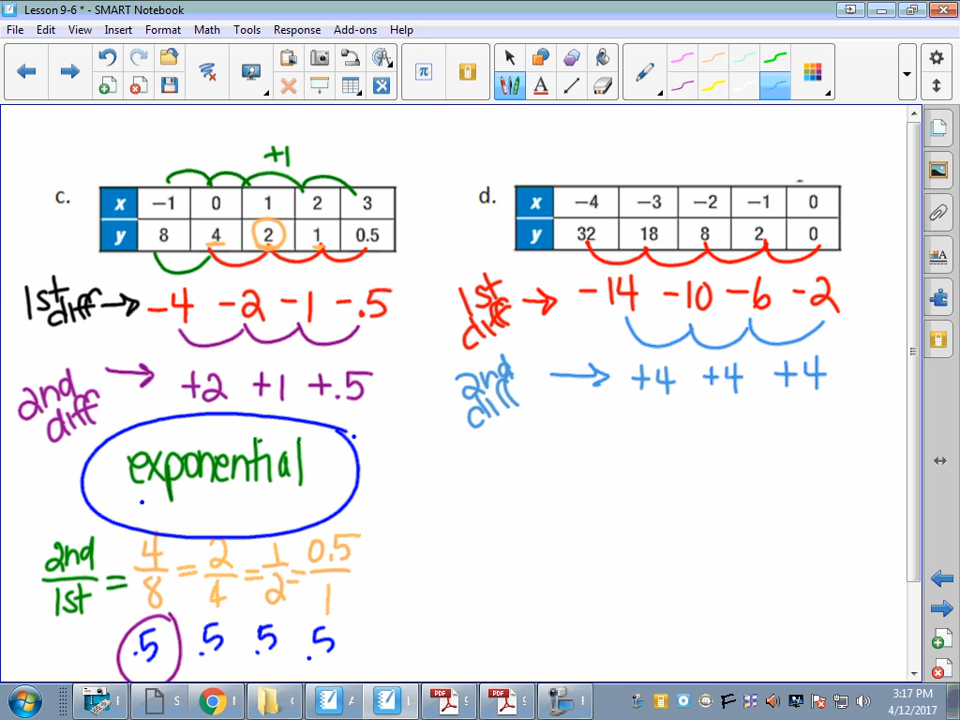 Lesson 9-6 * - SMART Notebook
File Edit View Insert Format Math Tools Response Add-ons Help
+1
c.
x −1 0 1 2 3
y 8 4 2 1 0.5
1st diff → -4 -2 -1 -.5
2nd diff → +2 +1 +.5
exponential
2nd/1st = 4/8 = 2/4 = 1/2 = 0.5/1
.5 .5 .5 .5
d.
x −4 −3 −2 −1 0
y 32 18 8 2 0
1st diff → -14 -10 -6 -2
2nd diff → +4 +4 +4
3:17 PM
4/12/2017